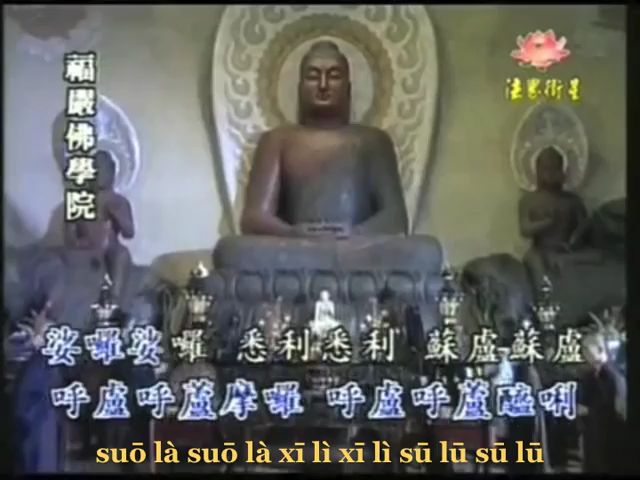 福嚴佛學院
法界衛星
娑囉娑囉 悉利悉利 蘇盧蘇盧
呼盧呼蘆摩囉 呼盧呼蘆醯唎
suō là suō là xī lì xī lì sū lū sū lū